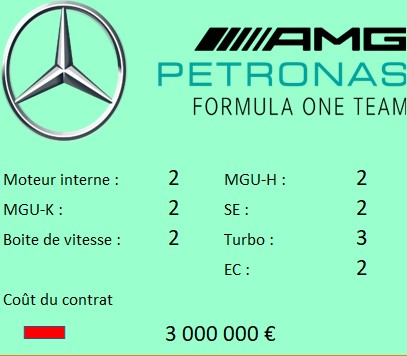 AMG
PETRONAS
FORMULA ONE TEAM
Moteur interne : 2 MGU-H : 2
MGU-K : 2 SE : 2
Boite de vitesse : 2 Turbo : 3
EC : 2
Coût du contrat
3 000 000 €